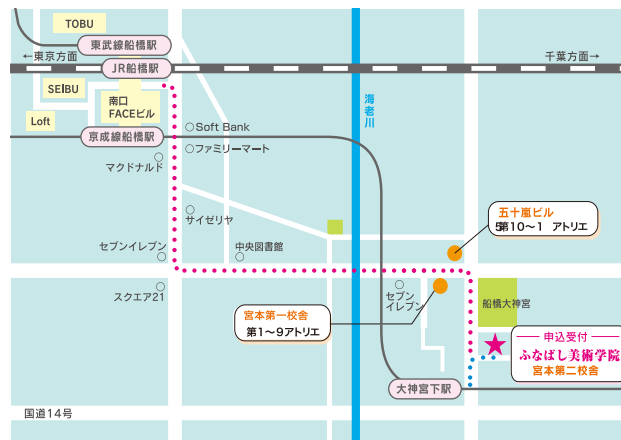 TOBU
東武線船橋駅
←東京方面
千葉方面→
JR船橋駅
SEIBU
南口
FACEビル
海老川
Loft
Soft Bank
京成線船橋駅
ファミリーマート
マクドナルド
サイゼリヤ
五十嵐ビル
5第10～1 アトリエ
セブンイレブン
中央図書館
スクエア21
セブン
イレブン
船橋大神宮
宮本第一校舎
第1～9アトリエ
申込受付
ふなばし美術学院
宮本第二校舎
大神宮下駅
国道14号